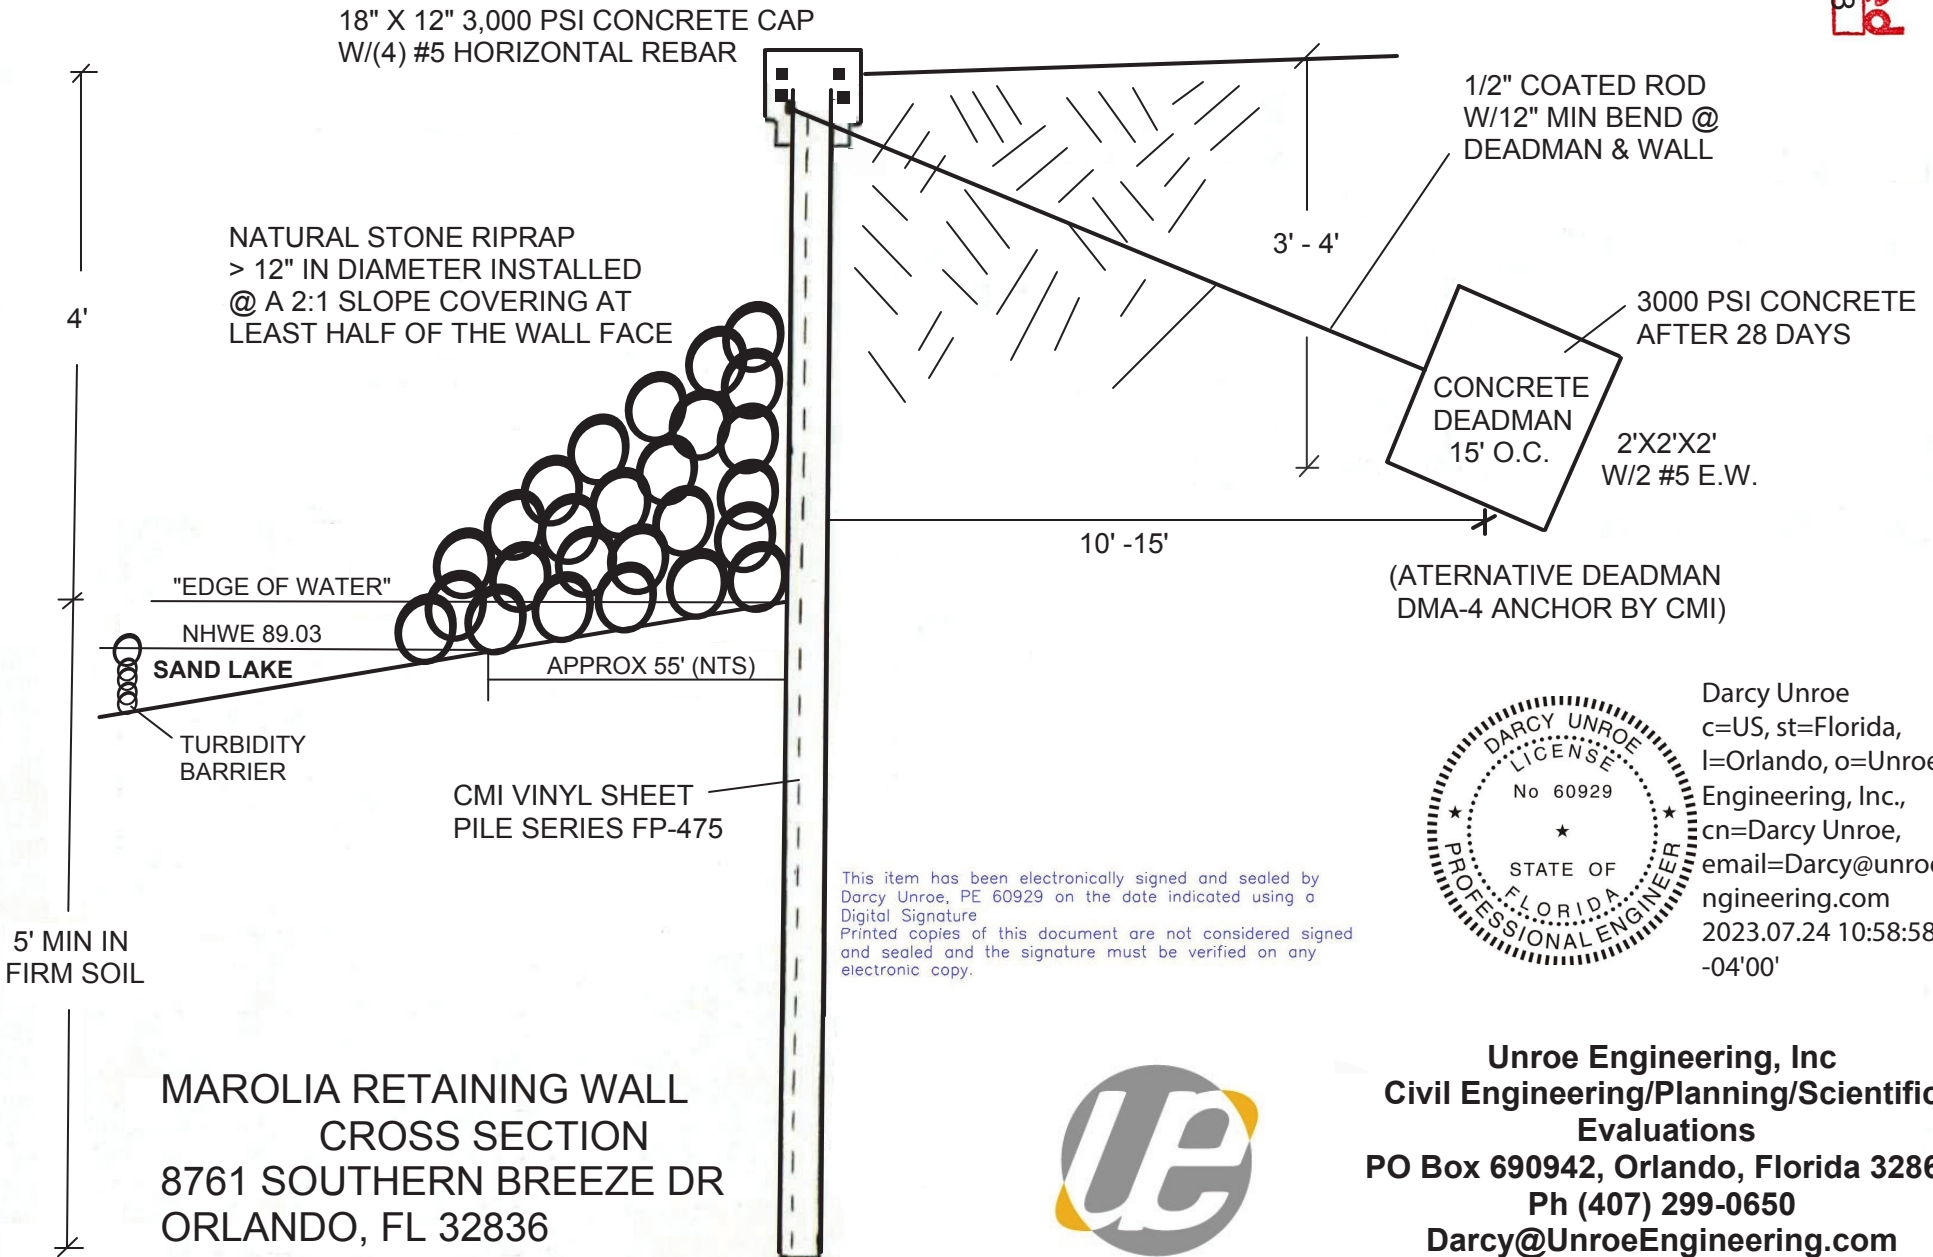 18" X 12" 3,000 PSI CONCRETE CAP
W/(4) #5 HORIZONTAL REBAR
1/2" COATED ROD
W/12" MIN BEND @
DEADMAN & WALL
NATURAL STONE RIPRAP
> 12" IN DIAMETER INSTALLED
@ A 2:1 SLOPE COVERING AT
LEAST HALF OF THE WALL FACE
4'
3' - 4'
3000 PSI CONCRETE
AFTER 28 DAYS
CONCRETE
DEADMAN
15' O.C.
2'X2'X2'
W/2 #5 E.W.
10' -15'
(ATERNATIVE DEADMAN
DMA-4 ANCHOR BY CMI)
"EDGE OF WATER"
NHWE 89.03
SAND LAKE
APPROX 55' (NTS)
TURBIDITY
BARRIER
CMI VINYL SHEET
PILE SERIES FP-475
5' MIN IN
FIRM SOIL
This item has been electronically signed and sealed by
Darcy Unroe, PE 60929 on the date indicated using a
Digital Signature
Printed copies of this document are not considered signed
and sealed and the signature must be verified on any
electronic copy.
DARCY UNROE
LICENSE
No 60929
STATE OF
FLORIDA
PROFESSIONAL ENGINEER
Darcy Unroe
c=US, st=Florida,
l=Orlando, o=Unroe
Engineering, Inc.,
cn=Darcy Unroe,
email=Darcy@unroe
ngineering.com
2023.07.24 10:58:58
-04'00'
MAROLIA RETAINING WALL
CROSS SECTION
8761 SOUTHERN BREEZE DR
ORLANDO, FL 32836
ue
Unroe Engineering, Inc
Civil Engineering/Planning/Scientific
Evaluations
PO Box 690942, Orlando, Florida 3286
Ph (407) 299-0650
Darcy@UnroeEngineering.com